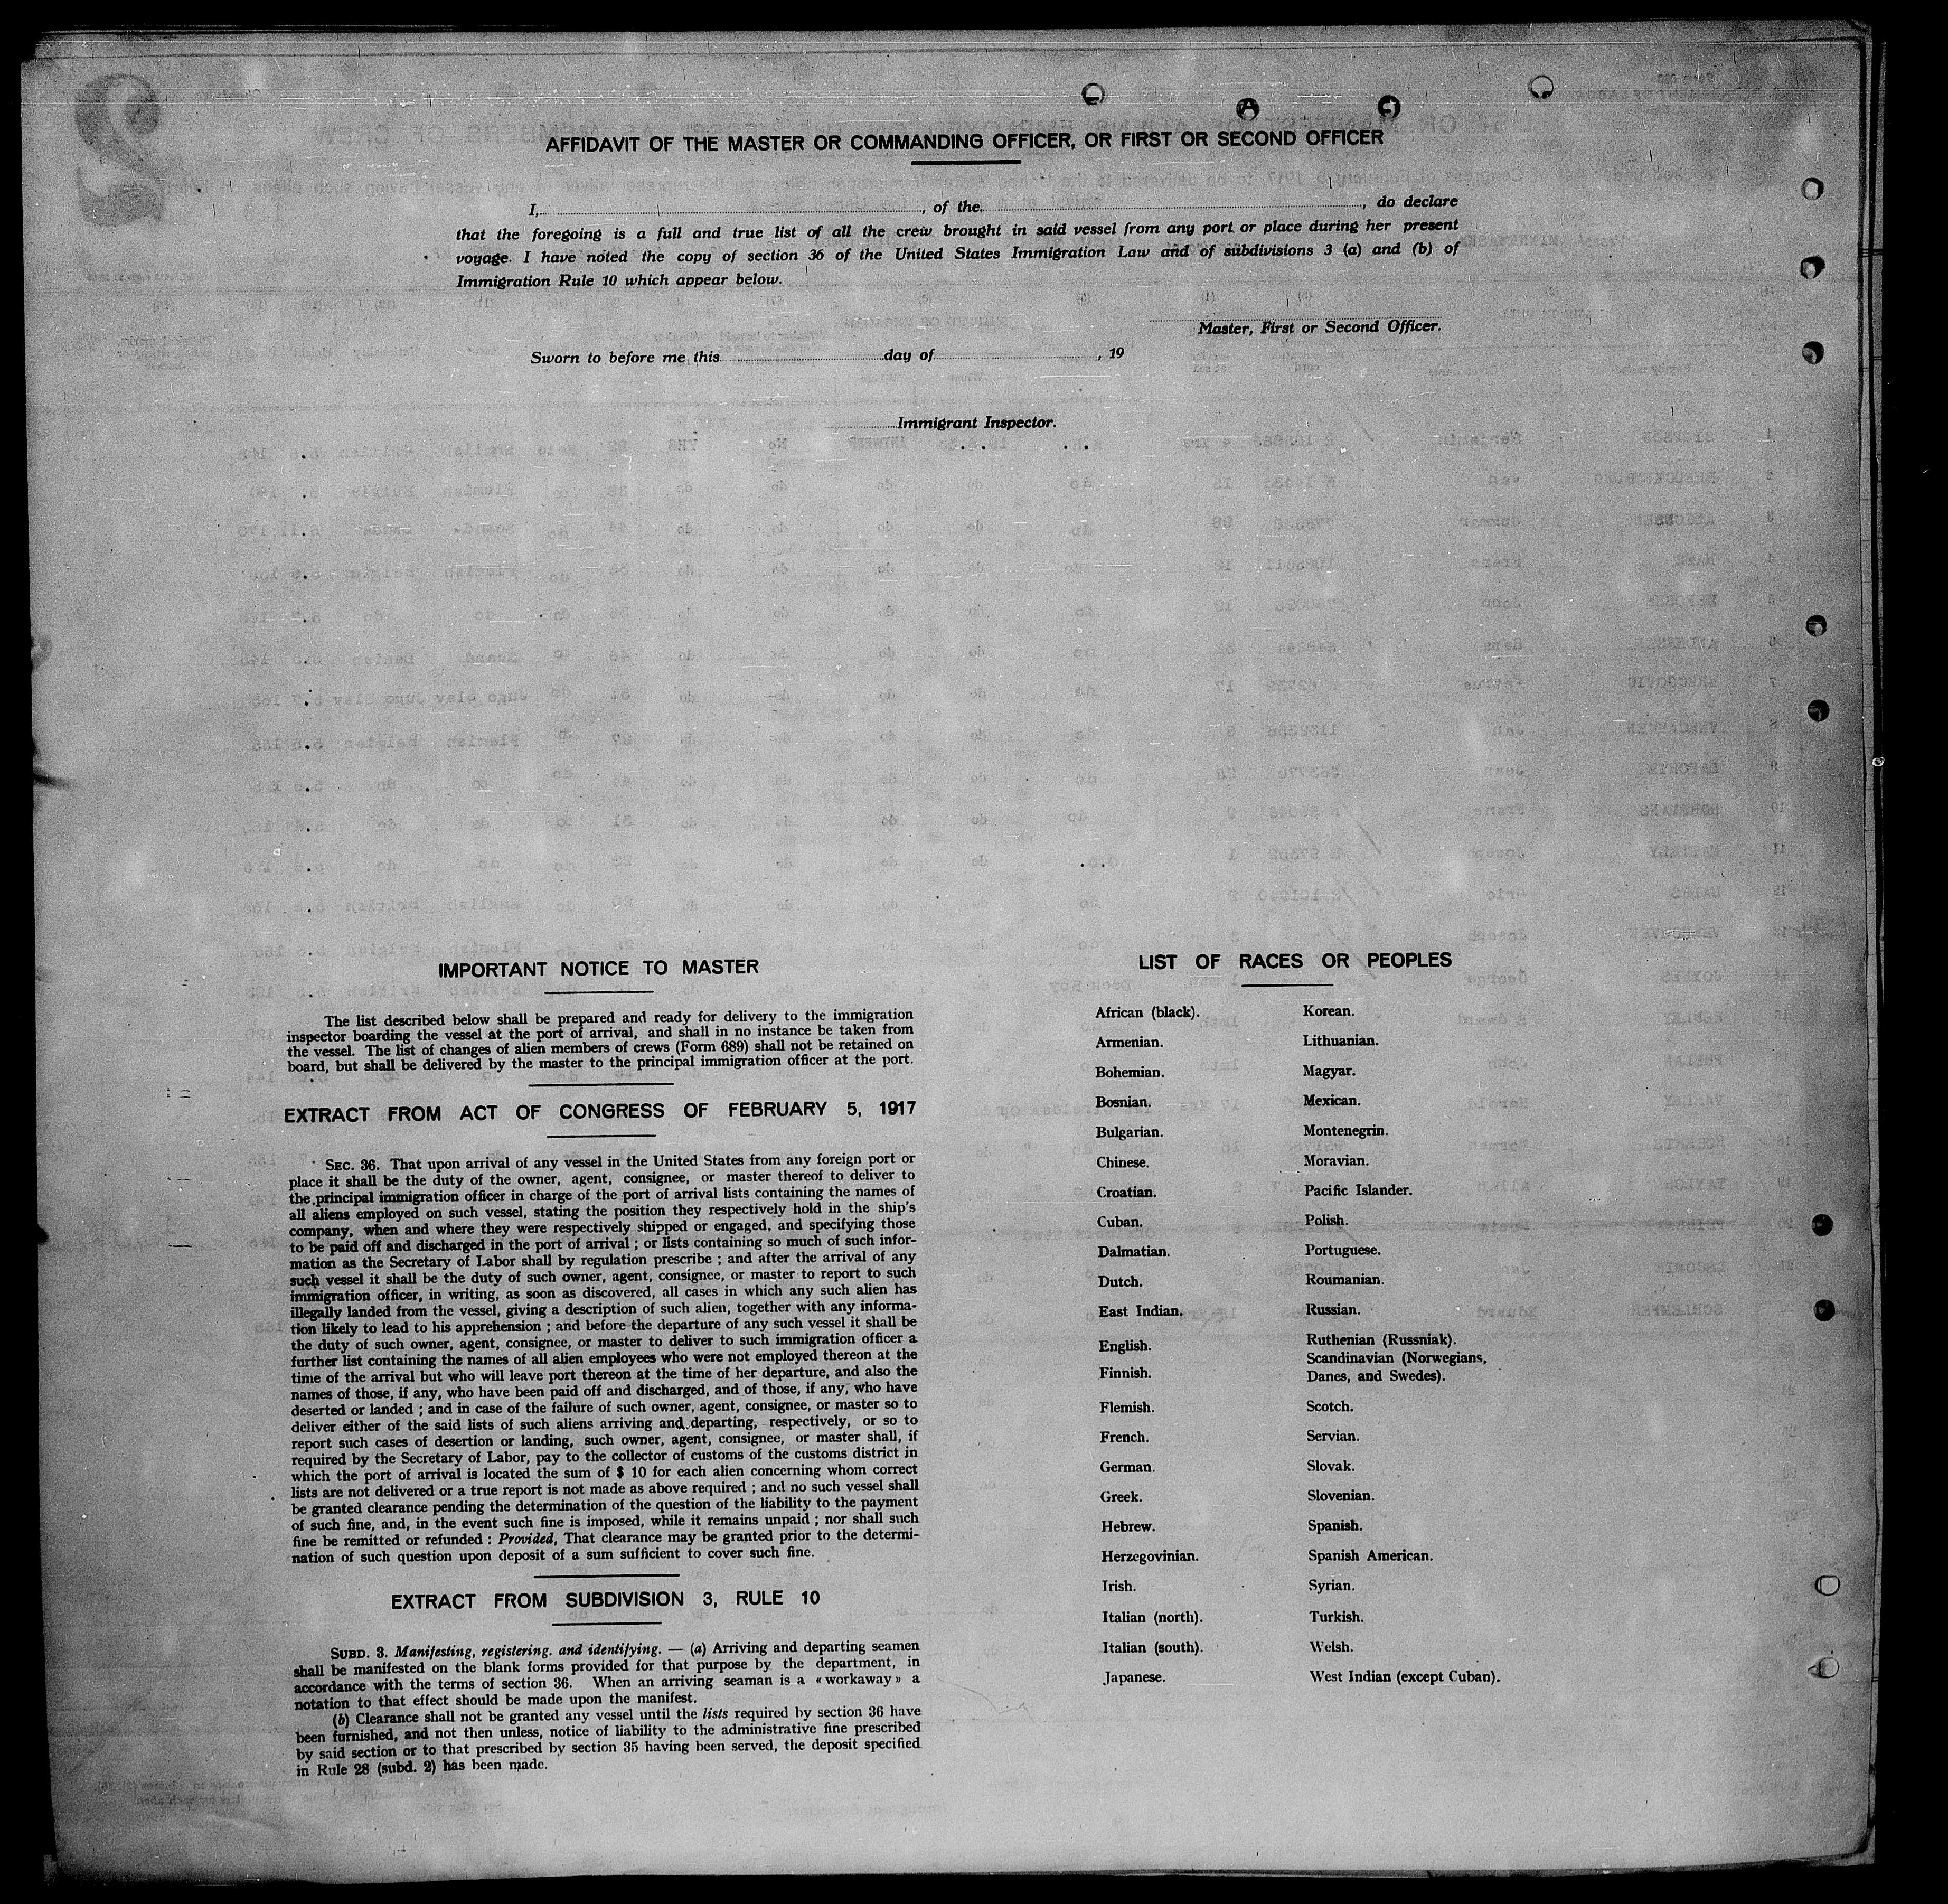 AFFIDAVIT OF THE MASTER OR COMMANDING OFFICER, OR FIRST OR SECOND OFFICER
I, , of the , do declare
that the foregoing is a full and true list of all the crew brought in said vessel from any port or place during her present
voyage. I have noted the copy of section 36 of the United States Immigration Law and of subdivisions 3 (a) and (b) of
Immigration Rule 10 which appear below.
Master, First or Second Officer.
Sworn to before me this day of , 19
Immigrant Inspector.
IMPORTANT NOTICE TO MASTER
The list described below shall be prepared and ready for delivery to the immigration
inspector boarding the vessel at the port of arrival, and shall in no instance be taken from
the vessel. The list of changes of alien members of crews (Form 689) shall not be retained on
board, but shall be delivered by the master to the principal immigration officer at the port.
EXTRACT FROM ACT OF CONGRESS OF FEBRUARY 5, 1917
SEC. 36. That upon arrival of any vessel in the United States from any foreign port or
place it shall be the duty of the owner, agent, consignee, or master thereof to deliver to
the principal immigration officer in charge of the port of arrival lists containing the names of
all aliens employed on such vessel, stating the position they respectively hold in the ship's
company, when and where they were respectively shipped or engaged, and specifying those
to be paid off and discharged in the port of arrival ; or lists containing so much of such infor-
mation as the Secretary of Labor shall by regulation prescribe ; and after the arrival of any
such vessel it shall be the duty of such owner, agent, consignee, or master to report to such
immigration officer, in writing, as soon as discovered, all cases in which any such alien has
illegally landed from the vessel, giving a description of such alien, together with any informa-
tion likely to lead to his apprehension ; and before the departure of any such vessel it shall be
the duty of such owner, agent, consignee, or master to deliver to such immigration officer a
further list containing the names of all alien employees who were not employed thereon at the
time of the arrival but who will leave port thereon at the time of her departure, and also the
names of those, if any, who have been paid off and discharged, and of those, if any, who have
deserted or landed ; and in case of the failure of such owner, agent, consignee, or master so to
deliver either of the said lists of such aliens arriving and departing, respectively, or so to
report such cases of desertion or landing, such owner, agent, consignee, or master shall, if
required by the Secretary of Labor, pay to the collector of customs of the customs district in
which the port of arrival is located the sum of $ 10 for each alien concerning whom correct
lists are not delivered or a true report is not made as above required ; and no such vessel shall
be granted clearance pending the determination of the question of the liability to the payment
of such fine, and, in the event such fine is imposed, while it remains unpaid ; nor shall such
fine be remitted or refunded : Provided, That clearance may be granted prior to the determi-
nation of such question upon deposit of a sum sufficient to cover such fine.
EXTRACT FROM SUBDIVISION 3, RULE 10
SUBD. 3. Manifesting, registering, and identifying. — (a) Arriving and departing seamen
shall be manifested on the blank forms provided for that purpose by the department, in
accordance with the terms of section 36. When an arriving seaman is a « workaway » a
notation to that effect should be made upon the manifest.
(b) Clearance shall not be granted any vessel until the lists required by section 36 have
been furnished, and not then unless, notice of liability to the administrative fine prescribed
by said section or to that prescribed by section 35 having been served, the deposit specified
in Rule 28 (subd. 2) has been made.
LIST OF RACES OR PEOPLES
African (black).
Armenian.
Bohemian.
Bosnian.
Bulgarian.
Chinese.
Croatian.
Cuban.
Dalmatian.
Dutch.
East Indian.
English.
Finnish.
Flemish.
French.
German.
Greek.
Hebrew.
Herzegovinian.
Irish.
Italian (north).
Italian (south).
Japanese.
Korean.
Lithuanian.
Magyar.
Mexican.
Montenegrin.
Moravian.
Pacific Islander.
Polish.
Portuguese.
Roumanian.
Russian.
Ruthenian (Russniak).
Scandinavian (Norwegians,
Danes, and Swedes).
Scotch.
Servian.
Slovak.
Slovenian.
Spanish.
Spanish American.
Syrian.
Turkish.
Welsh.
West Indian (except Cuban).